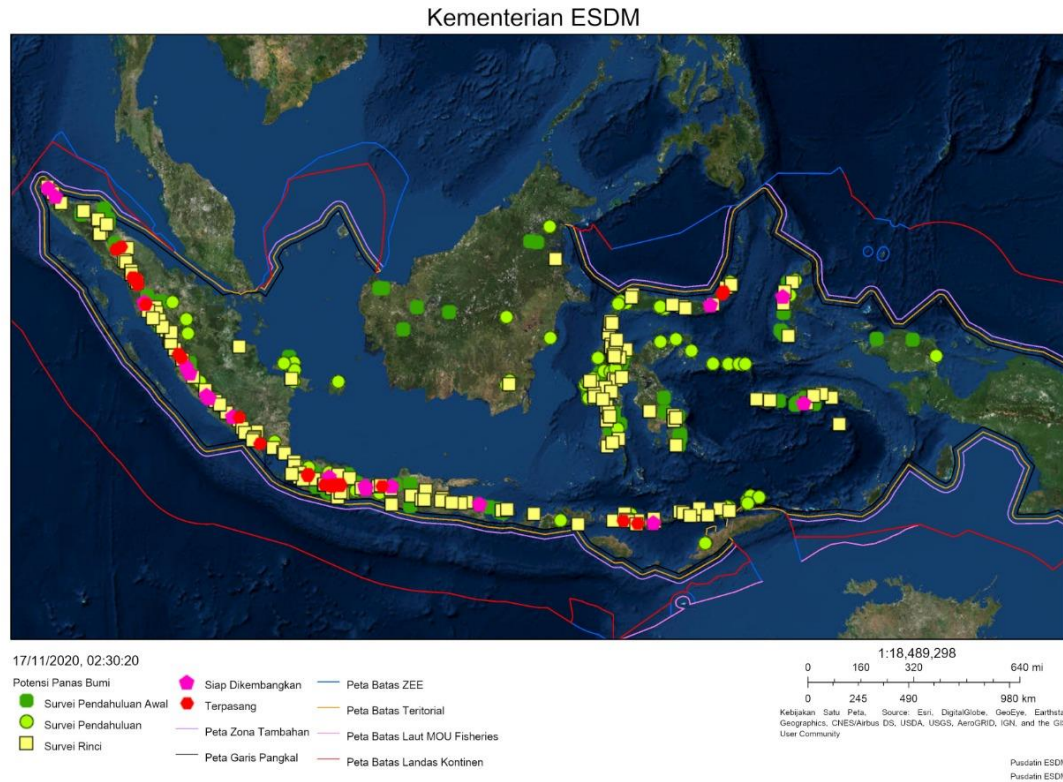 Kementerian ESDM
17/11/2020, 02:30:20
Potensi Panas Bumi
Survei Pendahuluan Awal
Survei Pendahuluan
Survei Rinci
Siap Dikembangkan
Terpasang
Peta Zona Tambahan
Peta Garis Pangkal
Peta Batas ZEE
Peta Batas Teritorial
Peta Batas Laut MOU Fisheries
Peta Batas Landas Kontinen
1:18,489,298
0 160 320 640 mi
0 245 490 980 km
Kebijakan Satu Peta, Source: Esri, DigitalGlobe, GeoEye, Earthsta
Geographics, CNES/Airbus DS, USDA, USGS, AeroGRID, IGN, and the GIS
User Community
Pusdatin ESDM
Pusdatin ESDM